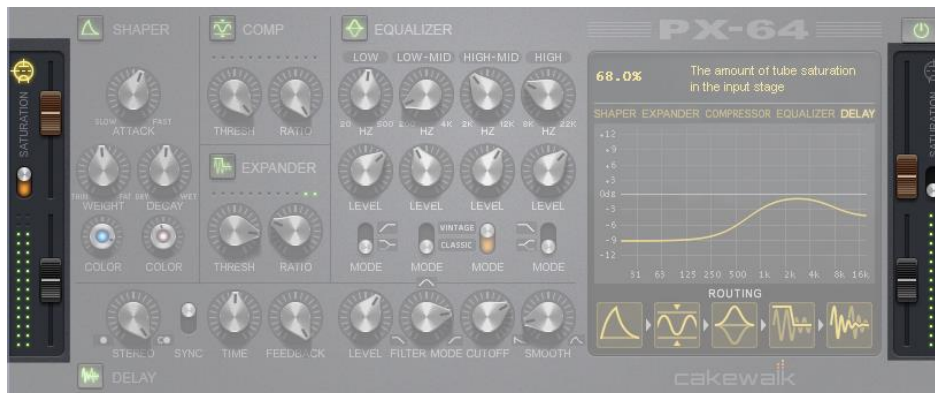 SHAPER
COMP
EQUALIZER
PX-64
LOW LOW-MID HIGH-MID HIGH
68.0%
The amount of tube saturation
in the input stage
SATURATION
SLOW FAST
ATTACK
THRESH RATIO
20 HZ 500 200 HZ 4K 2K HZ 12K 8K HZ 22K
SHAPER EXPANDER COMPRESSOR EQUALIZER DELAY
+12
+9
+6
+3
0dB
-3
-6
-9
-12
31 63 125 250 500 1k 2k 4k 8k 16k
EXPANDER
THIN FAT DRY WET
WEIGHT DECAY
LEVEL LEVEL LEVEL LEVEL
VINTAGE
CLASSIC
COLOR COLOR
THRESH RATIO
MODE MODE MODE MODE
ROUTING
STEREO SYNC TIME FEEDBACK LEVEL FILTER MODE CUTOFF SMOOTH
DELAY
cakewalk